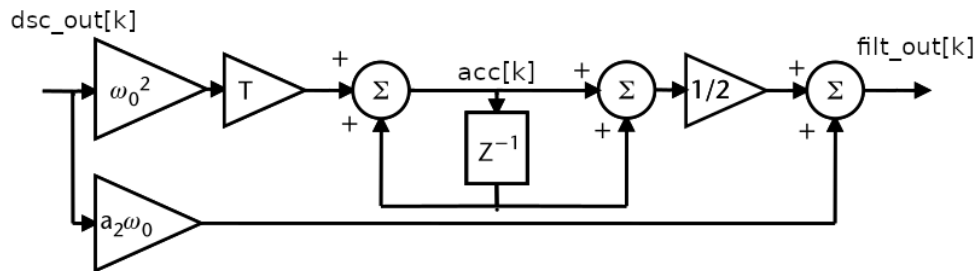 dsc_out[k]
filt_out[k]
ω₀²
T
+
+
Σ
acc[k]
Z⁻¹
+
+
Σ
1/2
+
+
Σ
a₂ω₀